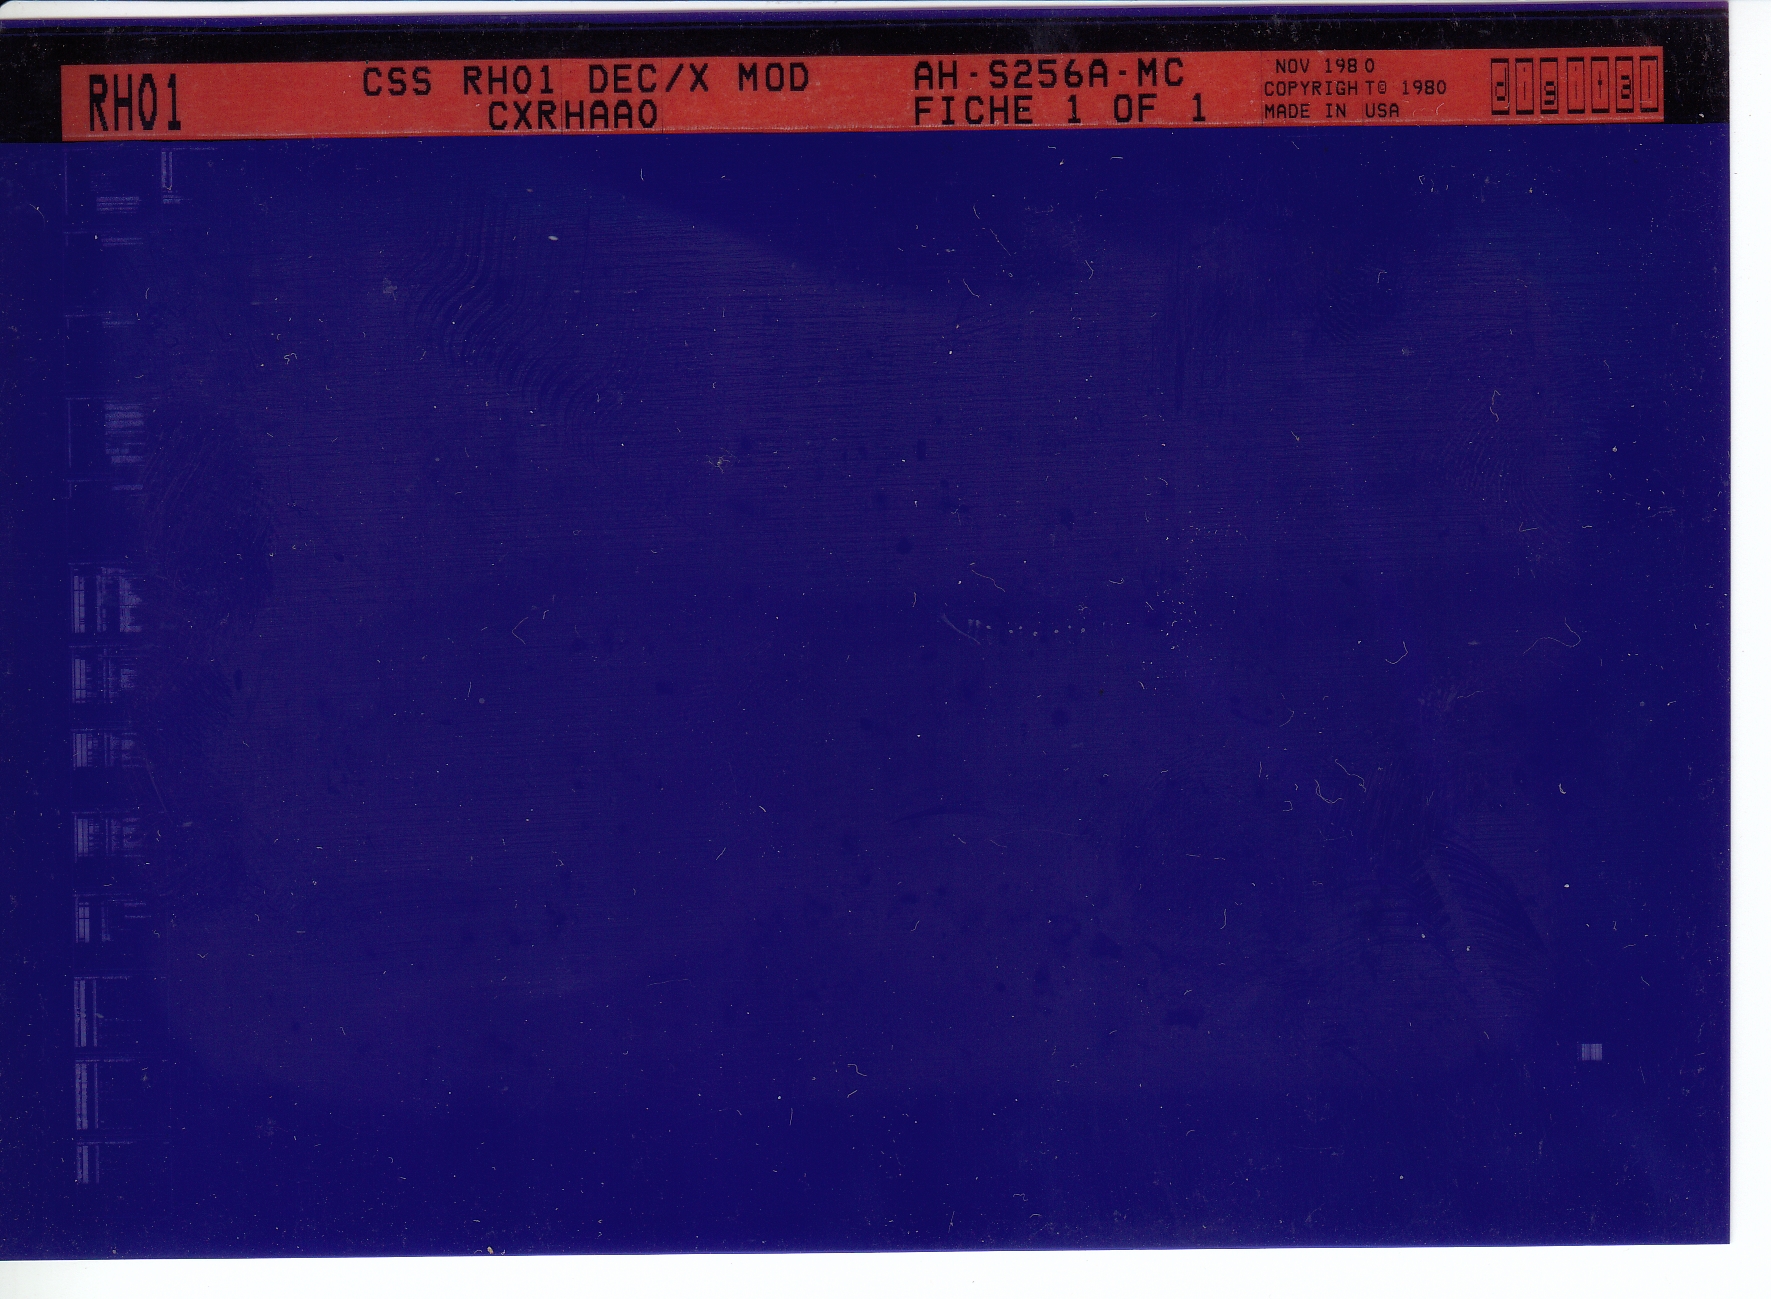 RH01
CSS RH01 DEC/X MOD
CXRHAA0
AH-S256A-MC
FICHE 1 OF 1
NOV 1980
COPYRIGHT© 1980
MADE IN USA
digital